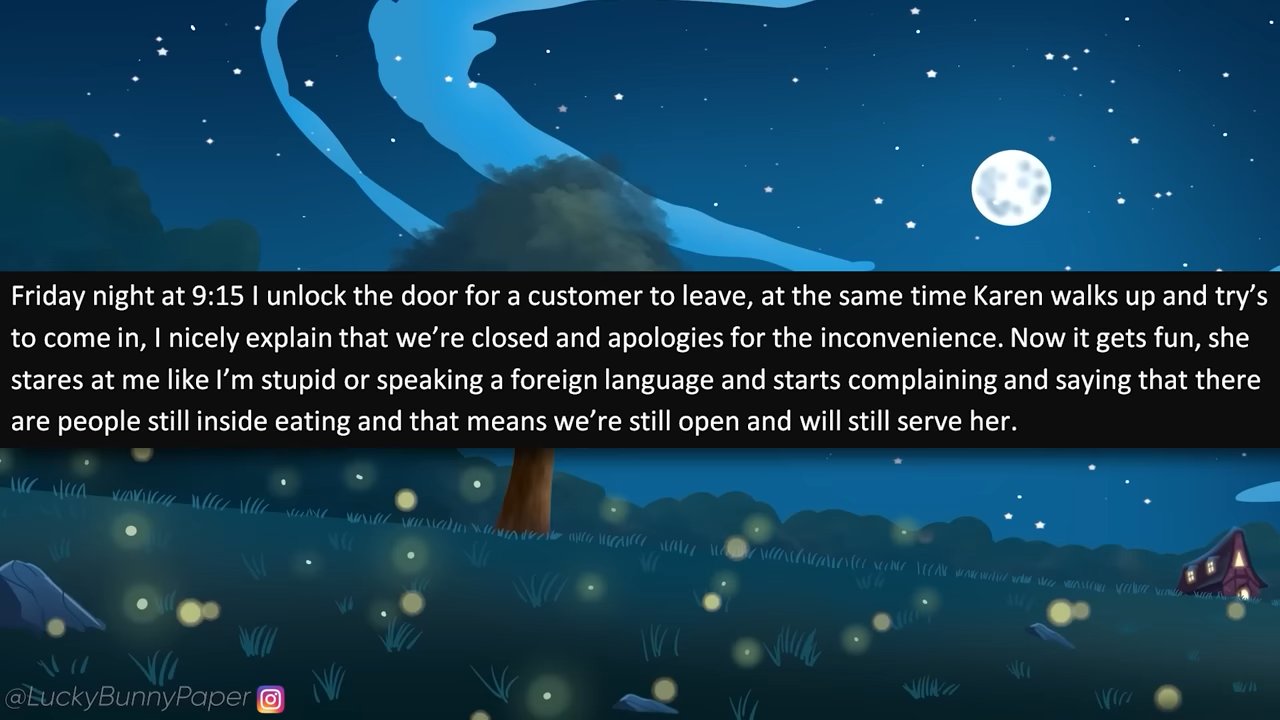 Friday night at 9:15 I unlock the door for a customer to leave, at the same time Karen walks up and try’s
to come in, I nicely explain that we’re closed and apologies for the inconvenience. Now it gets fun, she
stares at me like I’m stupid or speaking a foreign language and starts complaining and saying that there
are people still inside eating and that means we’re still open and will still serve her.
@LuckyBunnyPaper